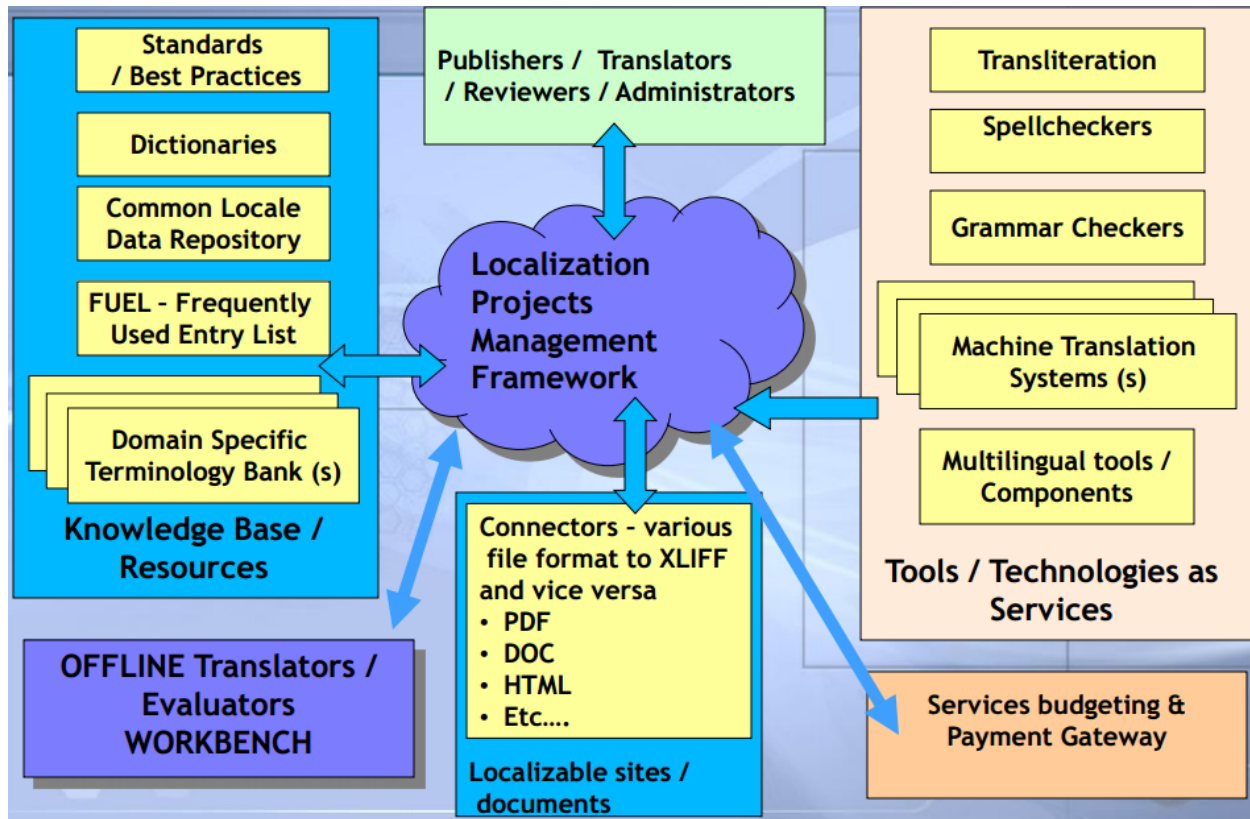 Standards
/ Best Practices
Dictionaries
Common Locale
Data Repository
FUEL – Frequently
Used Entry List
Domain Specific
Terminology Bank (s)
Knowledge Base /
Resources
Publishers / Translators
/ Reviewers / Administrators
Localization
Projects
Management
Framework
Transliteration
Spellcheckers
Grammar Checkers
Machine Translation
Systems (s)
Multilingual tools /
Components
Tools / Technologies as
Services
OFFLINE Translators /
Evaluators
WORKBENCH
Connectors – various
file format to XLIFF
and vice versa
• PDF
• DOC
• HTML
• Etc….
Localizable sites /
documents
Services budgeting &
Payment Gateway